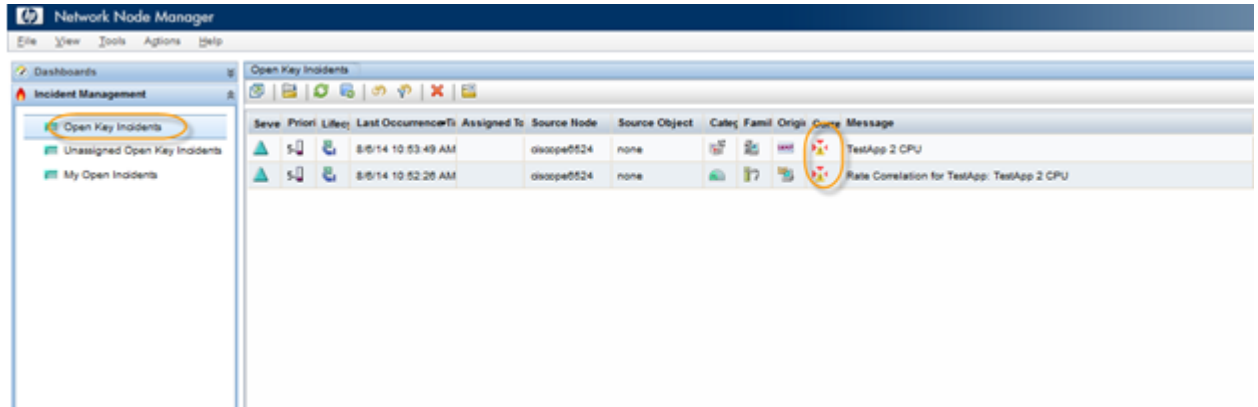 hp Network Node Manager
File View Tools Actions Help
Dashboards
Incident Management
Open Key Incidents
Unassigned Open Key Incidents
My Open Incidents
Open Key Incidents
Seve Priori Lifecy Last Occurrence Ti Assigned To Source Node Source Object Categ Famil Origin Corre Message
5 8/6/14 10:53:49 AM ciscope6524 none TestApp 2 CPU
5 8/6/14 10:52:26 AM ciscope6524 none Rate Correlation for TestApp: TestApp 2 CPU